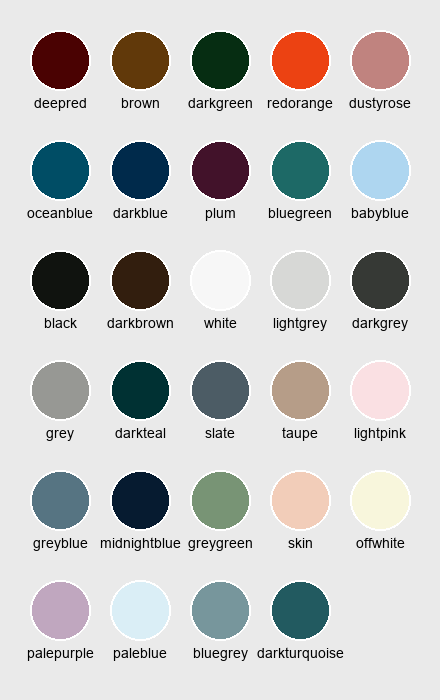 deepred brown darkgreen redorange dustyrose
oceanblue darkblue plum bluegreen babyblue
black darkbrown white lightgrey darkgrey
grey darkteal slate taupe lightpink
greyblue midnightblue greygreen skin offwhite
palepurple paleblue bluegrey darkturquoise